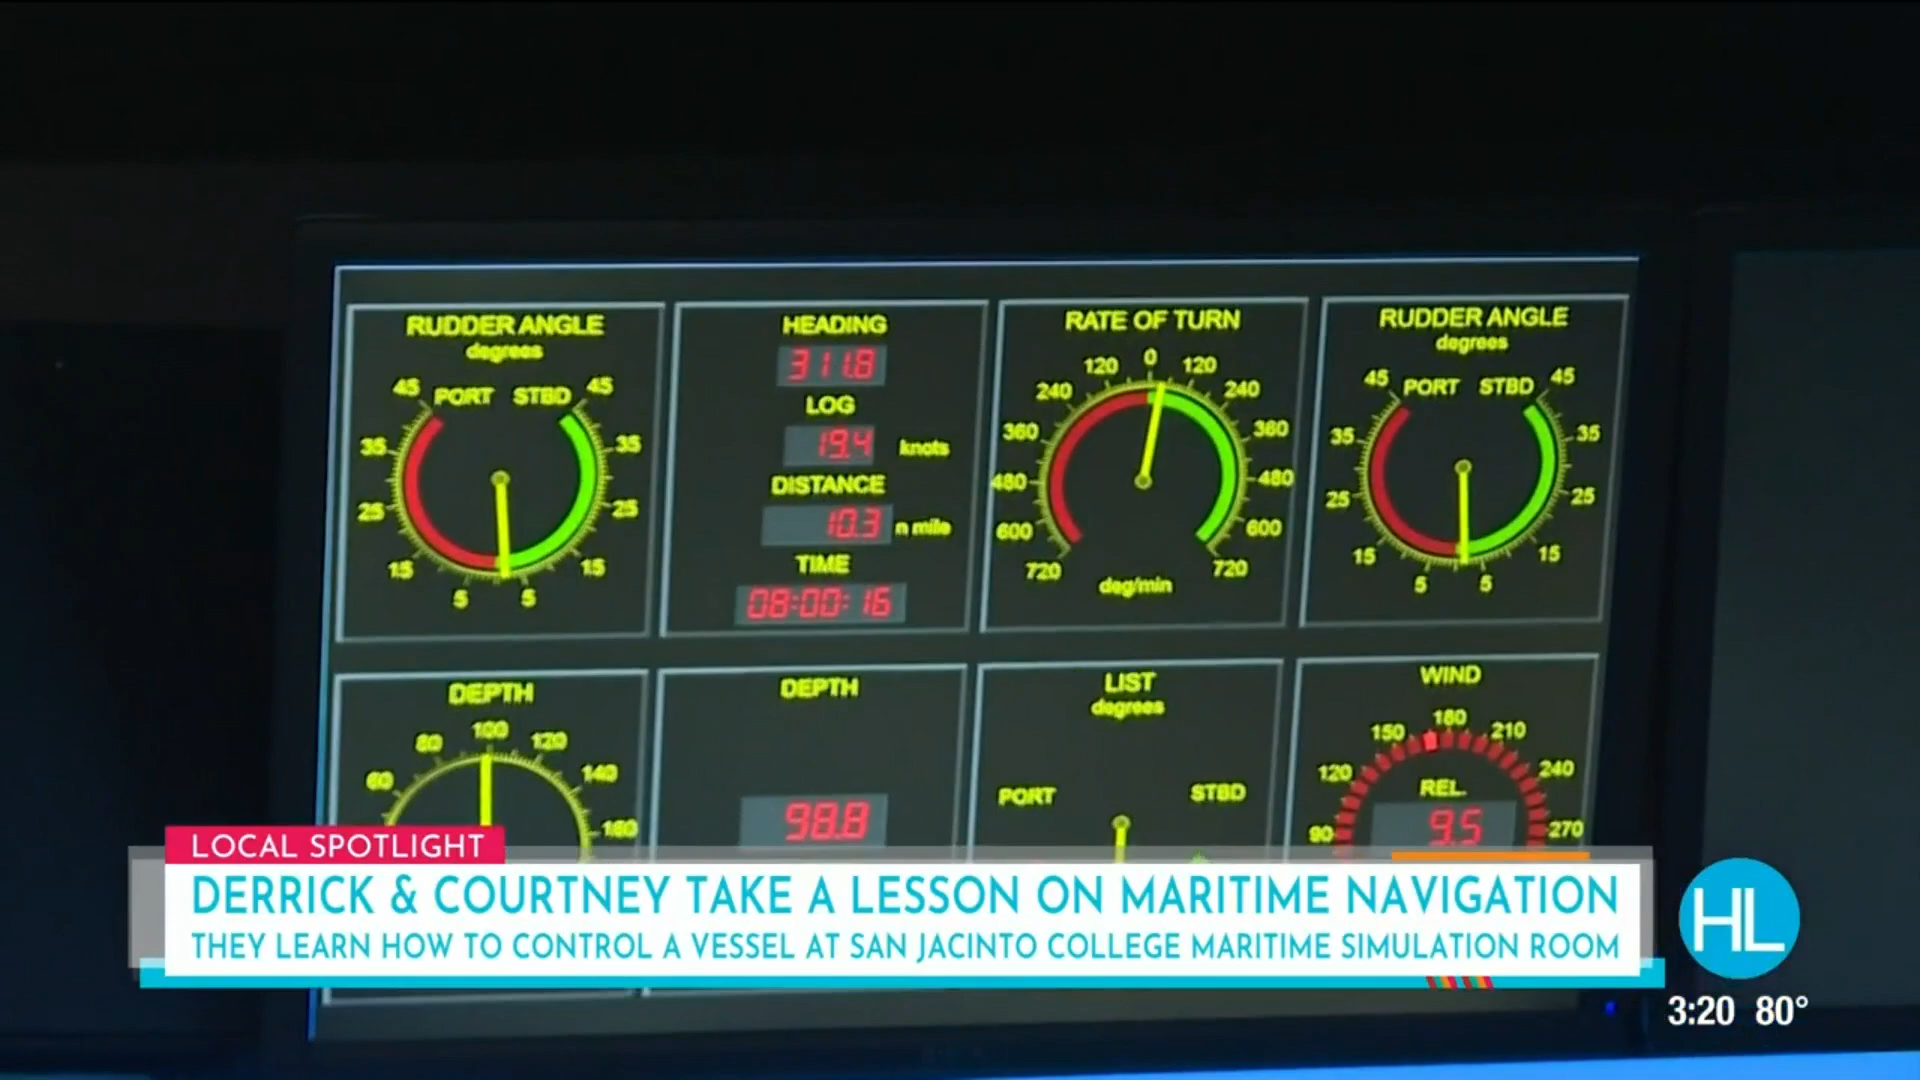 RUDDER ANGLE
degrees
45 PORT STBD 45
35 35
25 25
15 15
5 5
HEADING
311.8
LOG
19.4 knots
DISTANCE
10.3 n mile
TIME
08:00:16
RATE OF TURN
0
120 120
240 240
360 360
480 480
600 600
720 720
deg/min
RUDDER ANGLE
degrees
45 PORT STBD 45
35 35
25 25
15 15
5 5
DEPTH
100
80 120
60 140
160
DEPTH
98.8
LIST
degrees
PORT STBD
WIND
180
150 210
120 240
REL.
90 9.5 270
LOCAL SPOTLIGHT
DERRICK & COURTNEY TAKE A LESSON ON MARITIME NAVIGATION
THEY LEARN HOW TO CONTROL A VESSEL AT SAN JACINTO COLLEGE MARITIME SIMULATION ROOM
HL
3:20 80°